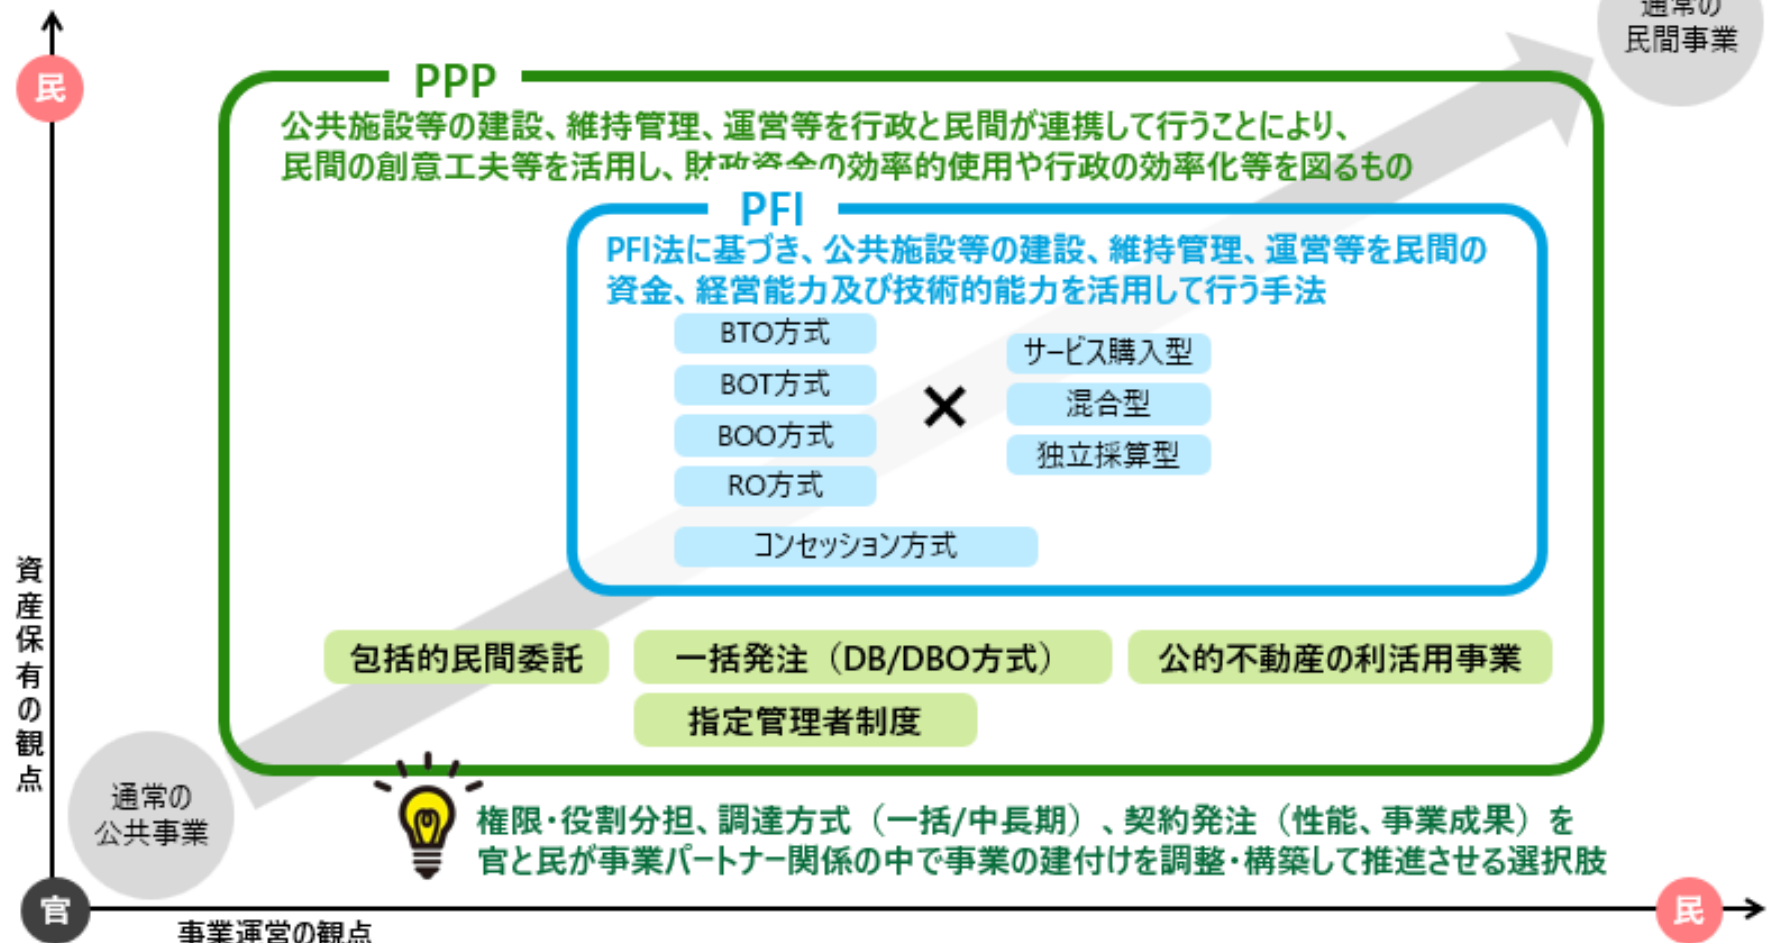 通常の
民間事業
民
PPP
公共施設等の建設、維持管理、運営等を行政と民間が連携して行うことにより、
民間の創意工夫等を活用し、財政資金の効率的使用や行政の効率化等を図るもの
PFI
PFI法に基づき、公共施設等の建設、維持管理、運営等を民間の
資金、経営能力及び技術的能力を活用して行う手法
BTO方式
BOT方式
BOO方式
RO方式
×
サービス購入型
混合型
独立採算型
コンセッション方式
資産保有の観点
包括的民間委託
一括発注（DB/DBO方式）
公的不動産の利活用事業
指定管理者制度
通常の
公共事業
権限・役割分担、調達方式（一括/中長期）、契約発注（性能、事業成果）を
官と民が事業パートナー関係の中で事業の建付けを調整・構築して推進させる選択肢
官
民
事業運営の観点